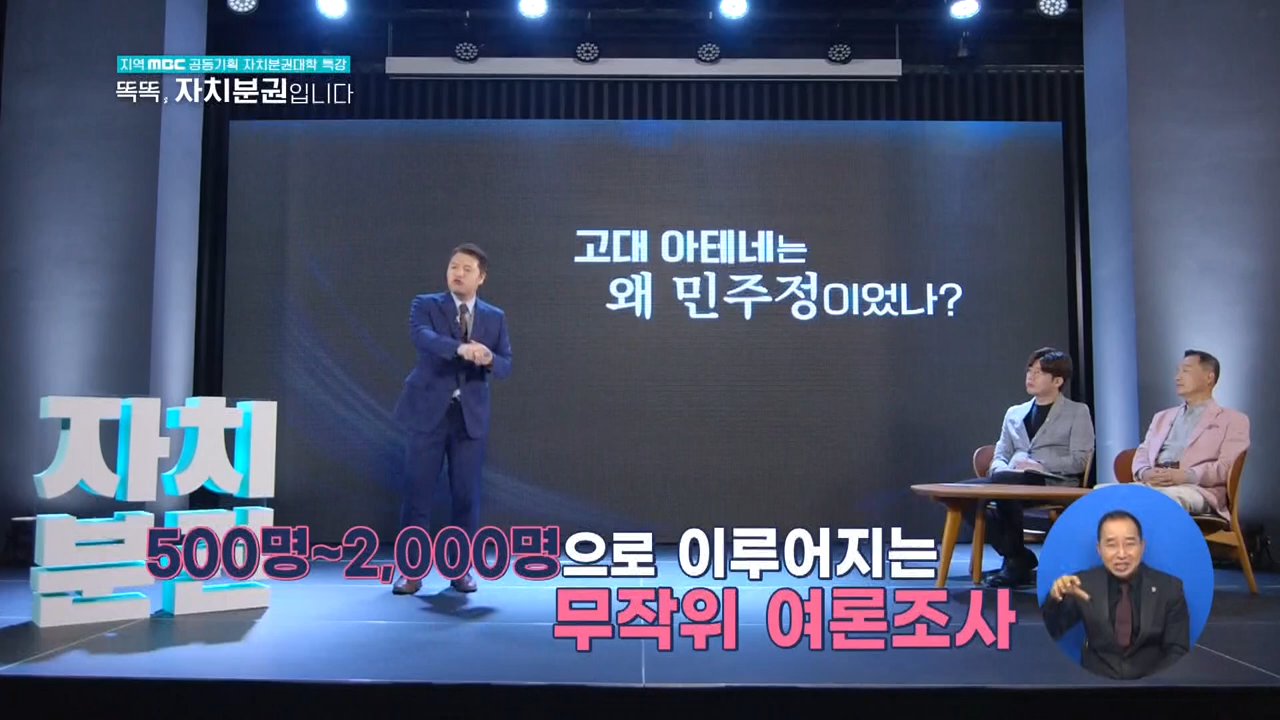 지역 MBC 공동기획 자치분권대학 특강
똑똑, 자치분권입니다
고대 아테네는
왜 민주정이었나?
자치
분권
500명~2,000명으로 이루어지는
무작위 여론조사